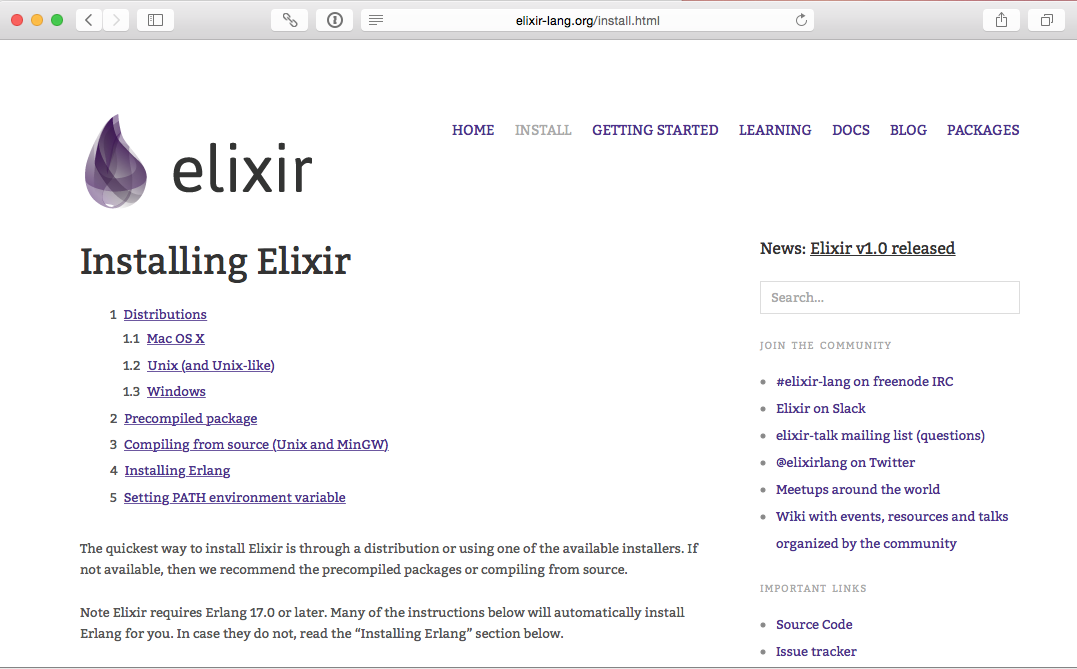 elixir-lang.org/install.html
elixir
HOME INSTALL GETTING STARTED LEARNING DOCS BLOG PACKAGES
Installing Elixir
1 Distributions
1.1 Mac OS X
1.2 Unix (and Unix-like)
1.3 Windows
2 Precompiled package
3 Compiling from source (Unix and MinGW)
4 Installing Erlang
5 Setting PATH environment variable
The quickest way to install Elixir is through a distribution or using one of the available installers. If
not available, then we recommend the precompiled packages or compiling from source.
Note Elixir requires Erlang 17.0 or later. Many of the instructions below will automatically install
Erlang for you. In case they do not, read the “Installing Erlang” section below.
News: Elixir v1.0 released
Search...
JOIN THE COMMUNITY
#elixir-lang on freenode IRC
Elixir on Slack
elixir-talk mailing list (questions)
@elixirlang on Twitter
Meetups around the world
Wiki with events, resources and talks
organized by the community
IMPORTANT LINKS
Source Code
Issue tracker